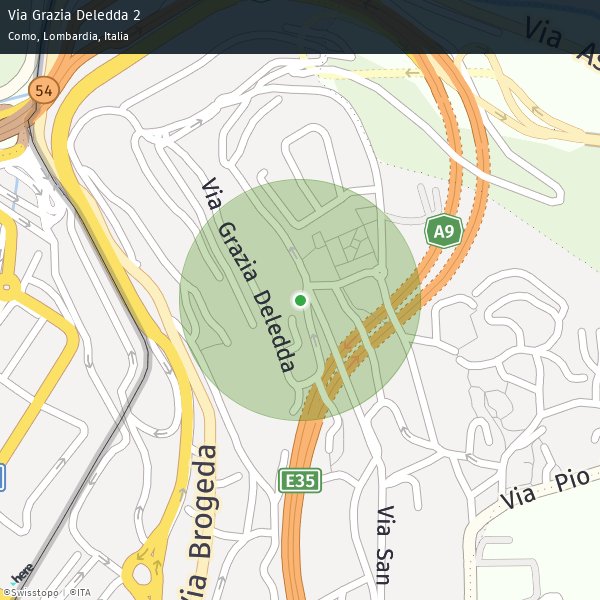 Via Grazia Deledda 2
Como, Lombardia, Italia
Via As
54
Via Grazia Deledda
A9
E35
Via Brogeda
Via Pio
Via San
here
©Swisstopo | ©ITA